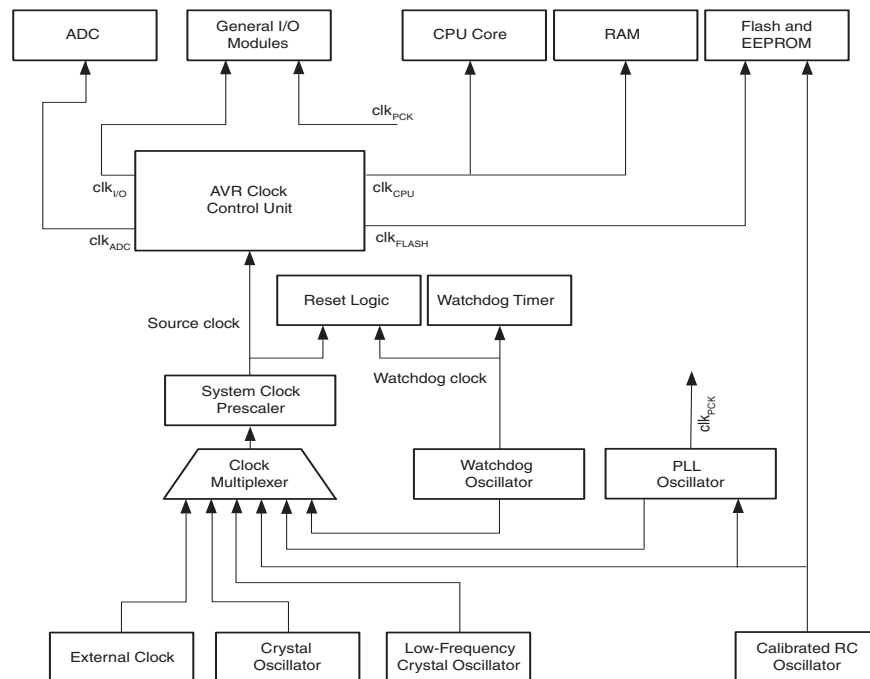 ADC
General I/O
Modules
CPU Core
RAM
Flash and
EEPROM
clkPCK
clkI/O
AVR Clock
Control Unit
clkCPU
clkADC
clkFLASH
Reset Logic
Watchdog Timer
Source clock
Watchdog clock
System Clock
Prescaler
clkPCK
Clock
Multiplexer
Watchdog
Oscillator
PLL
Oscillator
External Clock
Crystal
Oscillator
Low-Frequency
Crystal Oscillator
Calibrated RC
Oscillator